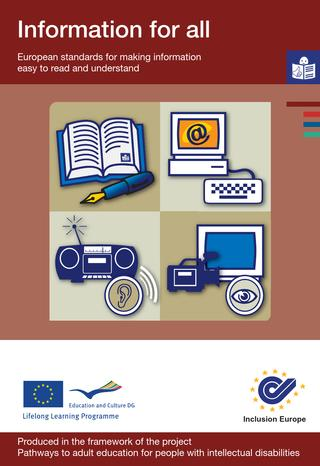 Information for all
European standards for making information
easy to read and understand
@
Education and Culture DG
Lifelong Learning Programme
Inclusion Europe
Produced in the framework of the project
Pathways to adult education for people with intellectual disabilities